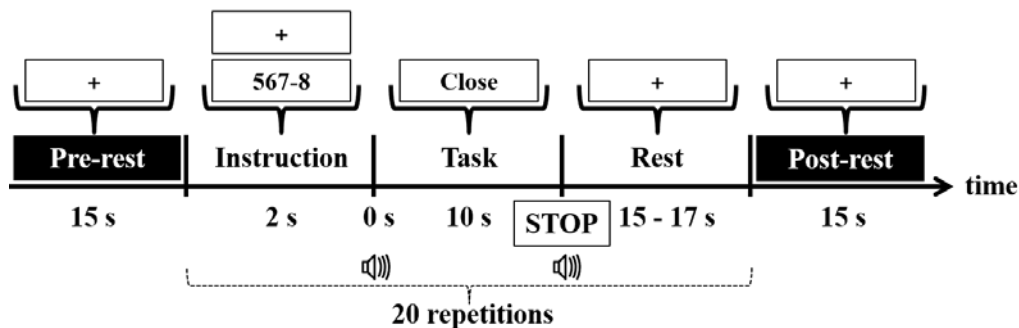 +
+ 567-8 Close + +
Pre-rest Instruction Task Rest Post-rest
time
15 s 2 s 0 s 10 s STOP 15 - 17 s 15 s
20 repetitions